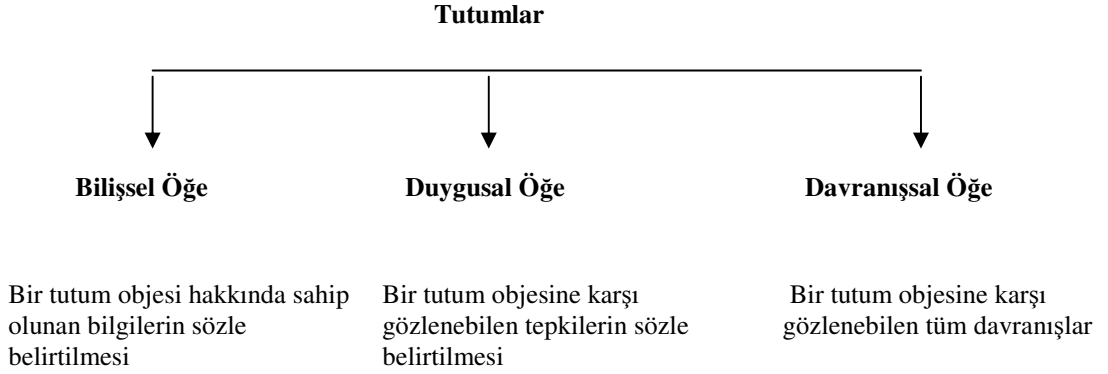 Tutumlar
Bilişsel Öğe
Duygusal Öğe
Davranışsal Öğe
Bir tutum objesi hakkında sahip
olunan bilgilerin sözle
belirtilmesi
Bir tutum objesine karşı
gözlenebilen tepkilerin sözle
belirtilmesi
Bir tutum objesine karşı
gözlenebilen tüm davranışlar